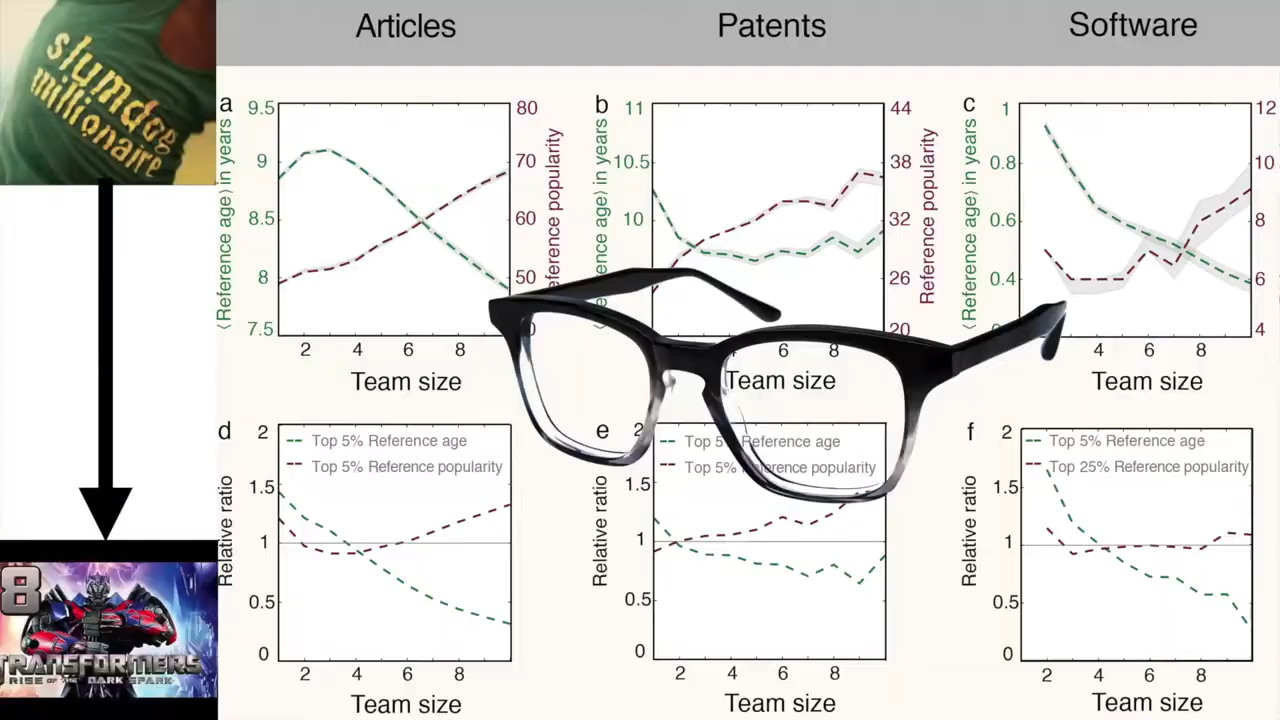 Articles
Patents
Software
slumdog
millionaire
a
9.5
9
8.5
8
7.5
⟨Reference age⟩ in years
80
70
60
50
Reference popularity
2
4
6
8
Team size
b
11
10.5
10
⟨Reference age⟩ in years
44
38
32
26
20
Reference popularity
4
6
8
Team size
c
1
0.8
0.6
0.4
⟨Reference age⟩ in years
12
10
8
6
4
4
6
8
Team size
d
2
1.5
1
0.5
0
Relative ratio
Top 5% Reference age
Top 5% Reference popularity
2
4
6
8
Team size
e
2
1.5
1
0.5
0
Relative ratio
Top 5% Reference age
Top 5% Reference popularity
2
4
6
8
Team size
f
2
1.5
1
0.5
0
Relative ratio
Top 5% Reference age
Top 25% Reference popularity
2
4
8
Team size
8
TRANSFORMERS
RISE OF THE DARK SPARK